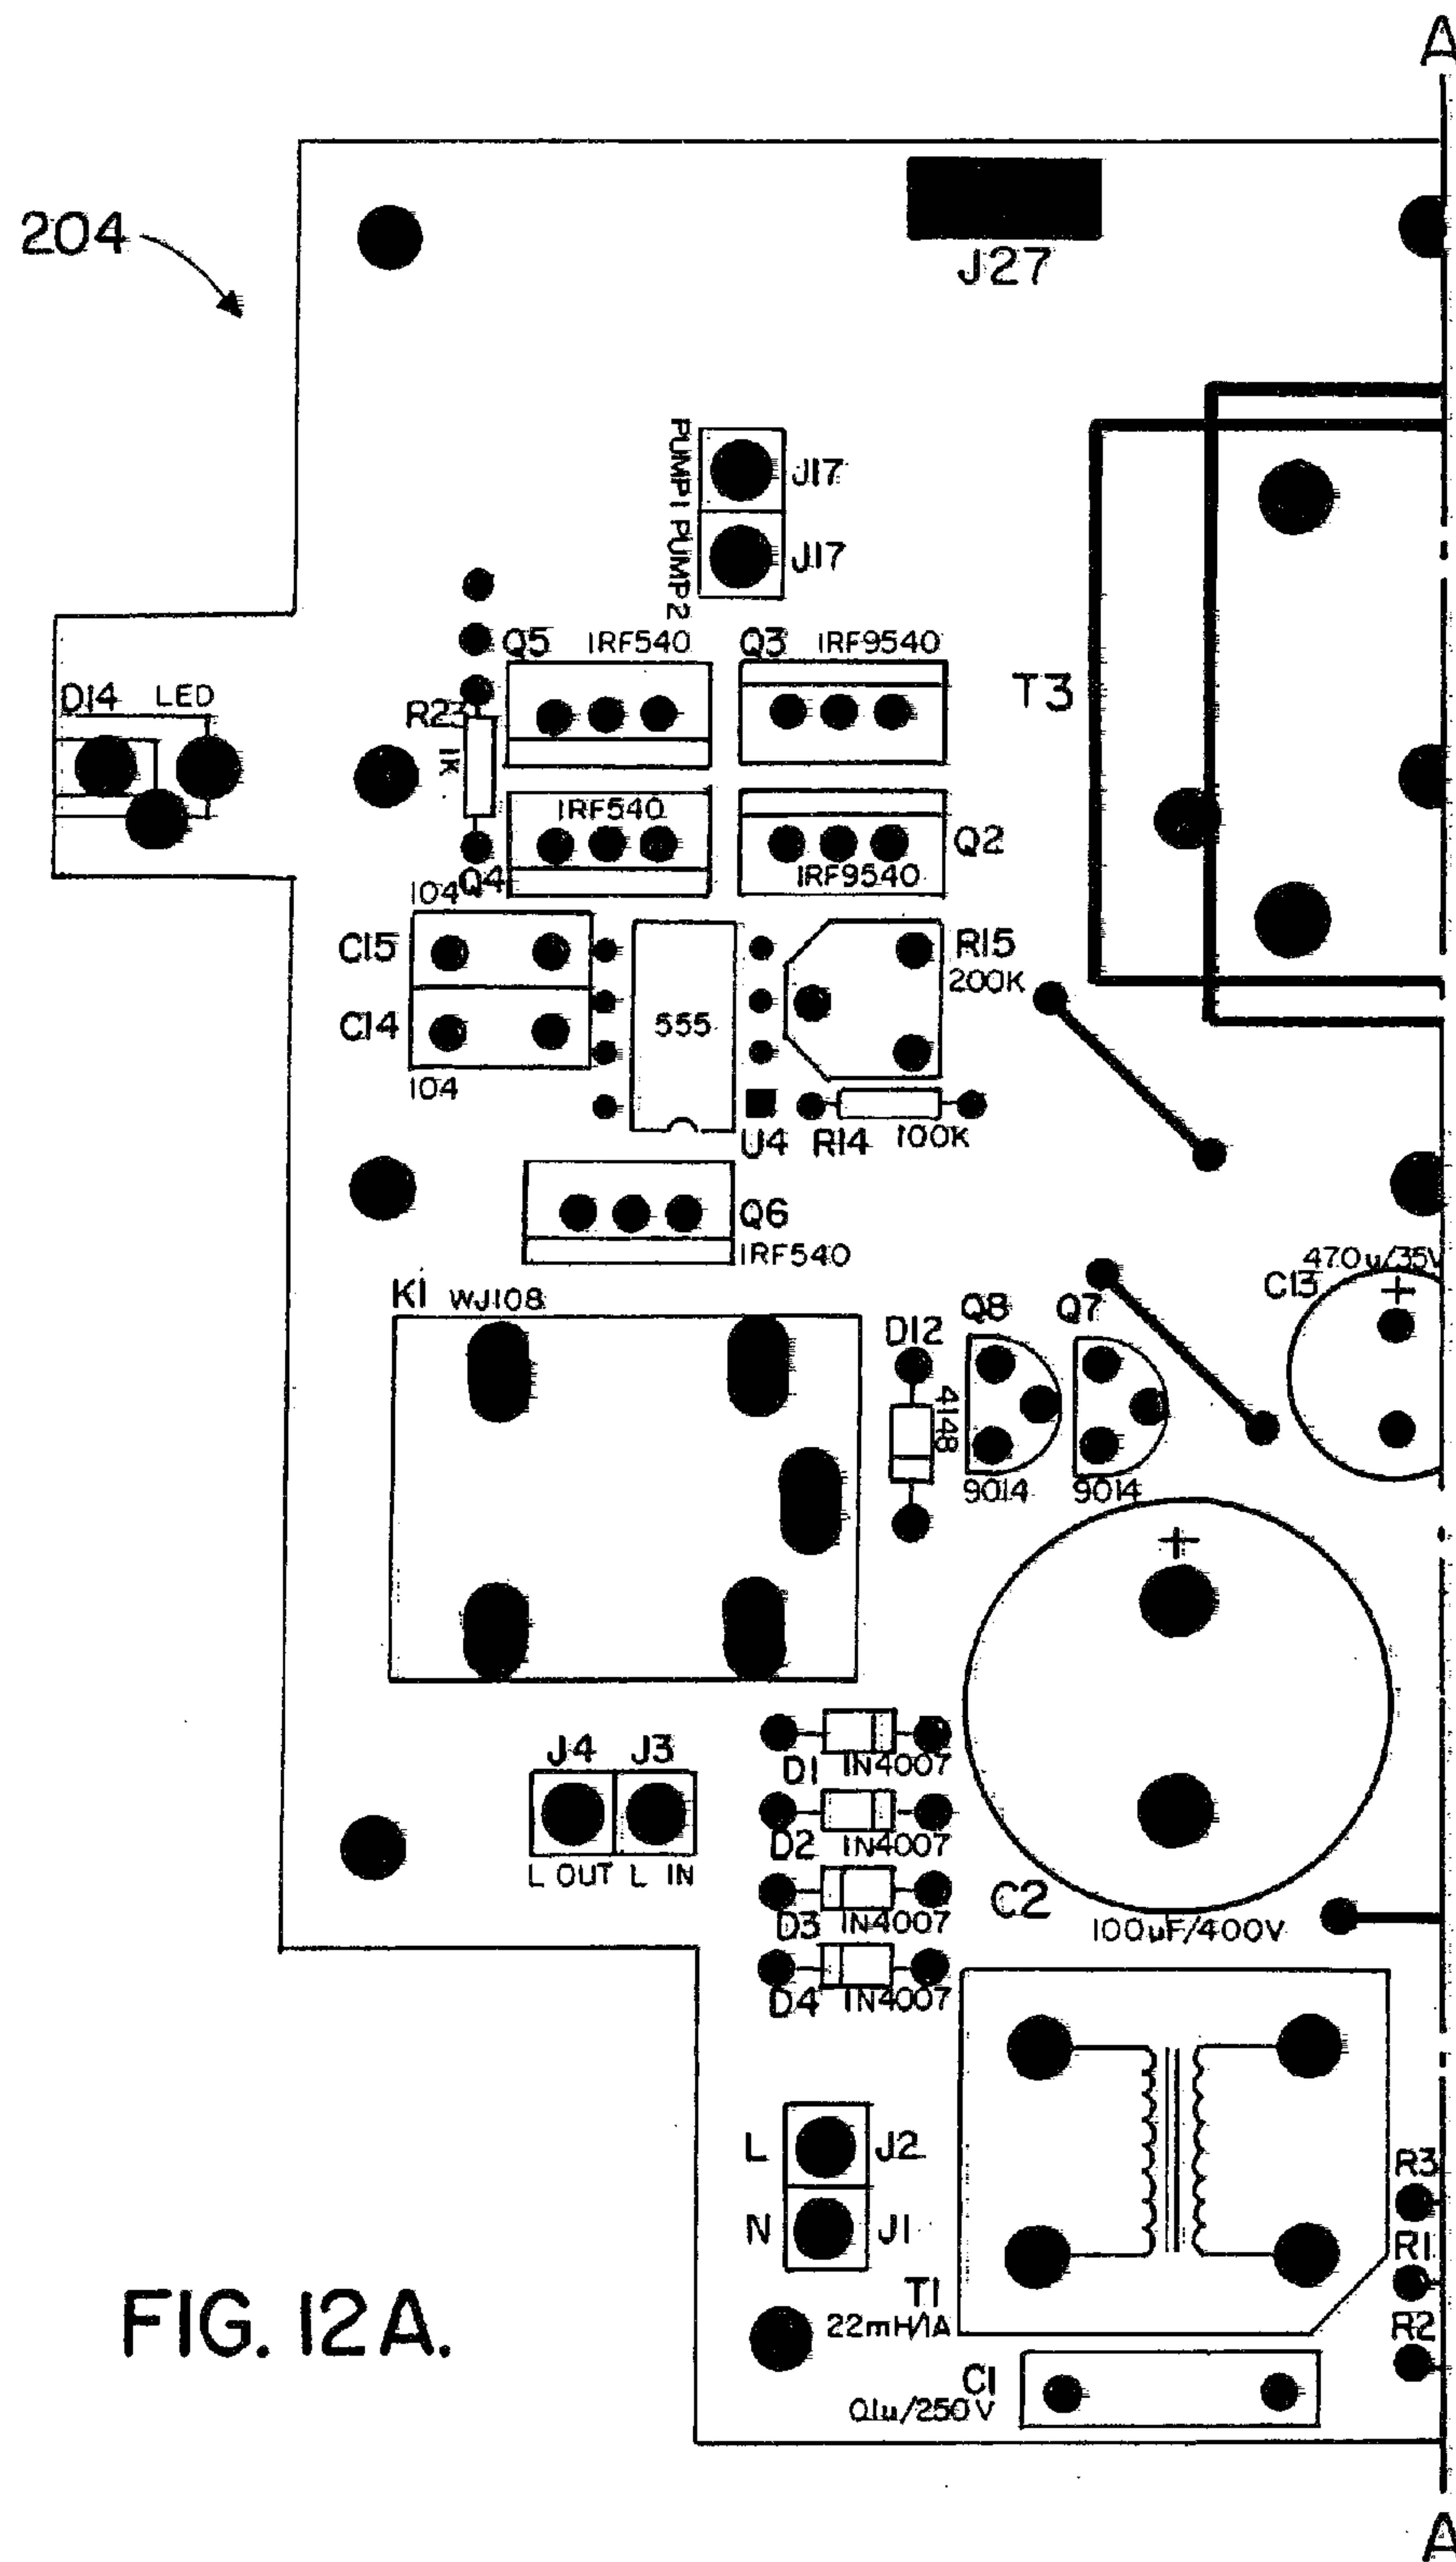 A
204
J27
PUMP1 PUMP2
J17
J17
Q5 IRF540
Q3 IRF9540
T3
D14 LED
R23
1K
IRF540
Q4
Q2
IRF9540
104
C15
C14
104
555
R15
200K
U4
R14 100K
Q6
IRF540
K1 WJ108
D12
4148
Q8
9014
Q7
9014
470u/35V
C13
+
+
C2
100uF/400V
J4 J3
L OUT L IN
D1 IN4007
D2 IN4007
D3 IN4007
D4 IN4007
L J2
N J1
T1
22mH/1A
R3
R1
R2
C1
0.1u/250V
FIG. 12A.
A